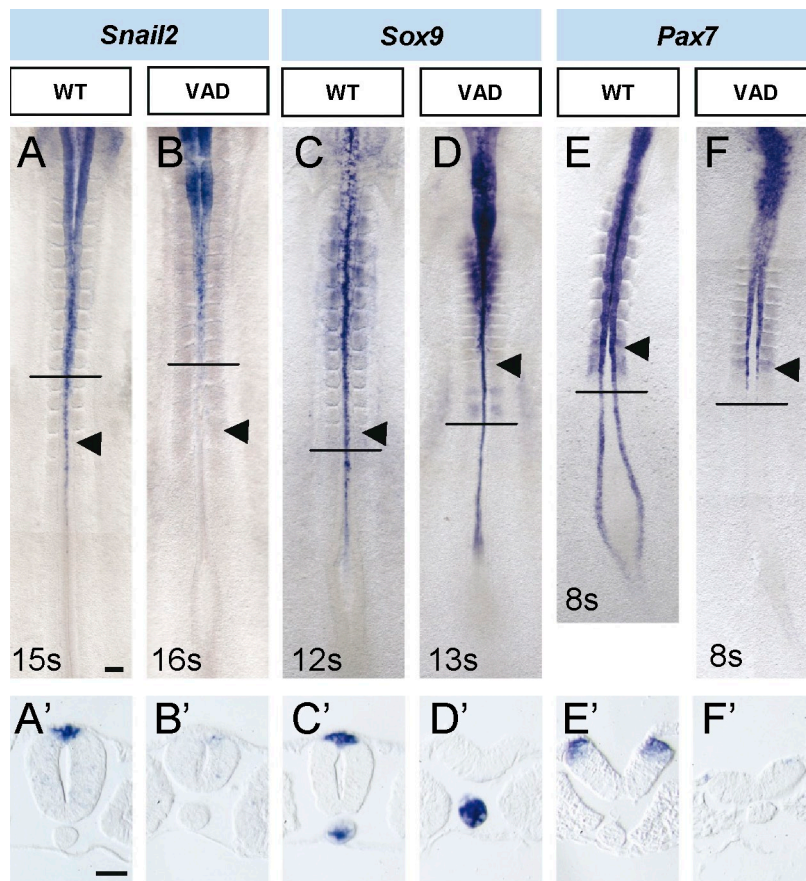 Snail2 Sox9 Pax7
WT VAD WT VAD WT VAD
A B C D E F
8s
15s 16s 12s 13s 8s
A' B' C' D' E' F'